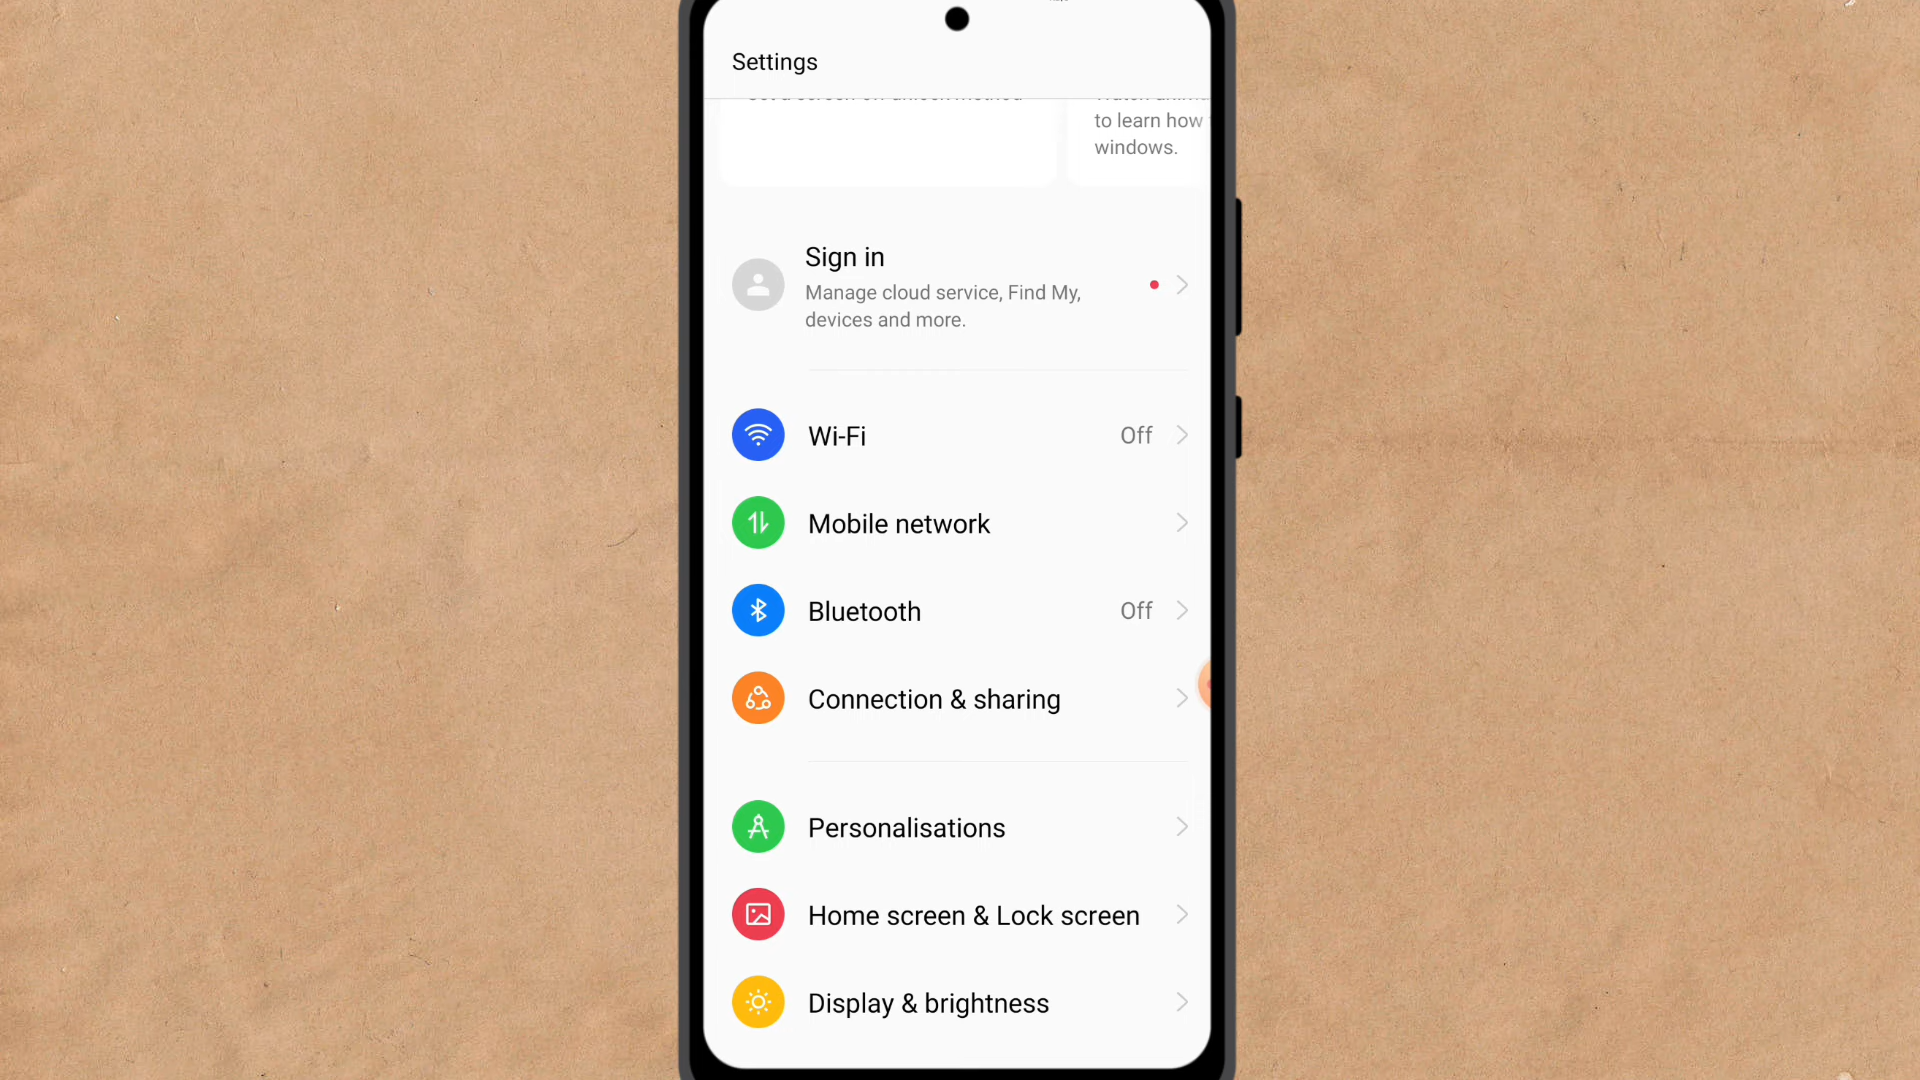 Settings
to learn how
windows.
Sign in
Manage cloud service, Find My,
devices and more.
Wi-Fi
Off
Mobile network
Bluetooth
Off
Connection & sharing
Personalisations
Home screen & Lock screen
Display & brightness